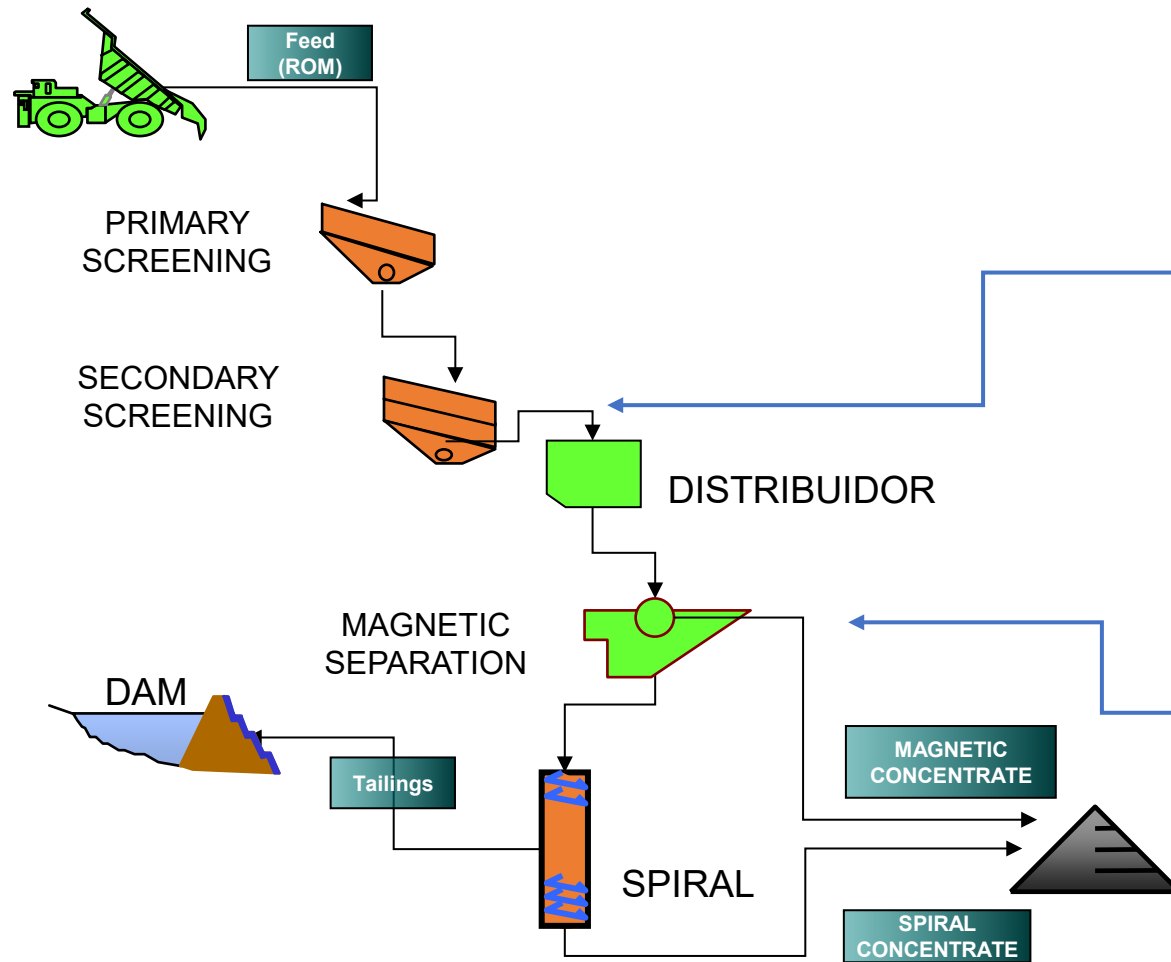 Feed
(ROM)
PRIMARY
SCREENING
SECONDARY
SCREENING
DISTRIBUIDOR
MAGNETIC
SEPARATION
DAM
Tailings
MAGNETIC
CONCENTRATE
SPIRAL
SPIRAL
CONCENTRATE